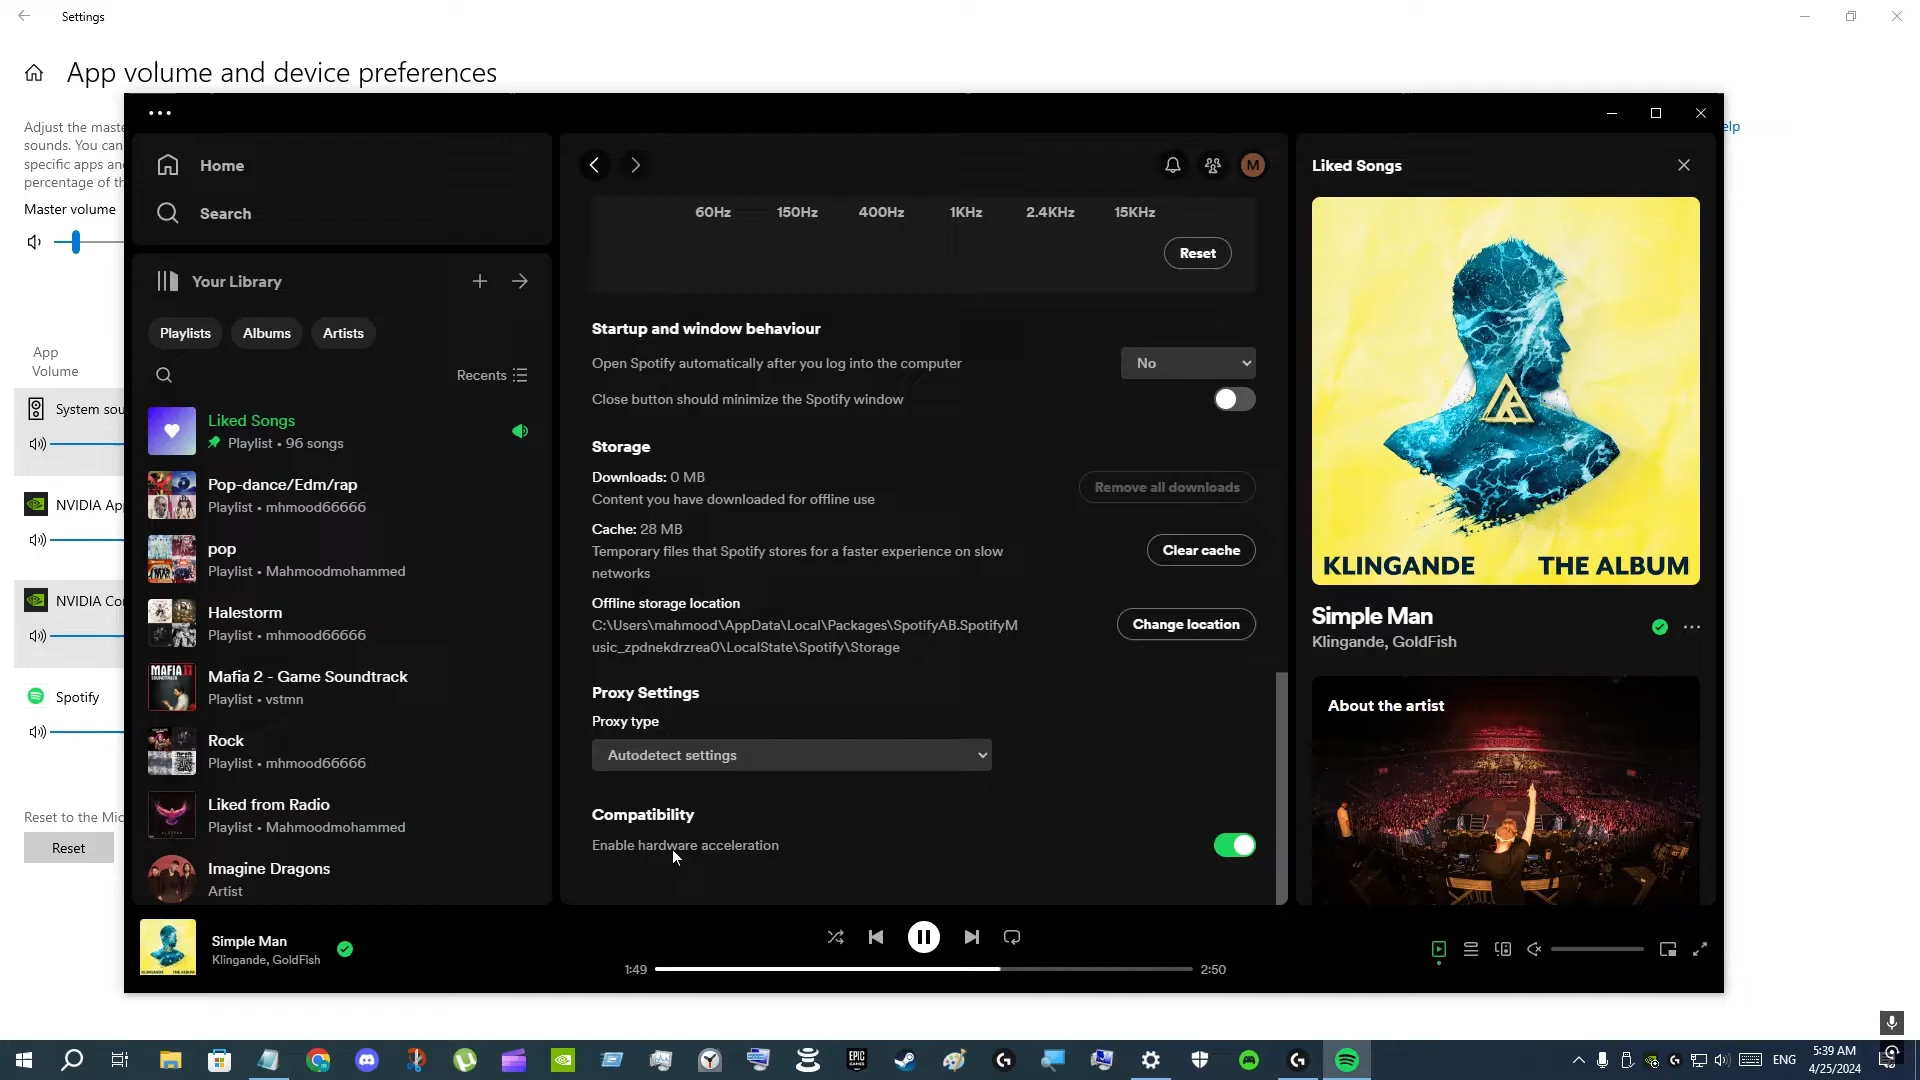 Settings
App volume and device preferences
Adjust the maste
sounds. You can
specific apps an
percentage of th
elp
Master volume
App
Volume
System sou
NVIDIA Ap
NVIDIA Co
Spotify
Reset to the Mic
Reset
Home
Search
Your Library
Playlists
Albums
Artists
Recents
Liked Songs
Playlist • 96 songs
Pop-dance/Edm/rap
Playlist • mhmood66666
pop
Playlist • Mahmoodmohammed
Halestorm
Playlist • mhmood66666
MAFIA II
Mafia 2 - Game Soundtrack
Playlist • vstmn
Rock
Playlist • mhmood66666
Liked from Radio
Playlist • Mahmoodmohammed
Imagine Dragons
Artist
M
60Hz 150Hz 400Hz 1KHz 2.4KHz 15KHz
Reset
Startup and window behaviour
Open Spotify automatically after you log into the computer
No
Close button should minimize the Spotify window
Storage
Downloads: 0 MB
Content you have downloaded for offline use
Remove all downloads
Cache: 28 MB
Temporary files that Spotify stores for a faster experience on slow
networks
Clear cache
Offline storage location
C:\Users\mahmood\AppData\Local\Packages\SpotifyAB.SpotifyM
usic_zpdnekdrzrea0\LocalState\Spotify\Storage
Change location
Proxy Settings
Proxy type
Autodetect settings
Compatibility
Enable hardware acceleration
Liked Songs
KLINGANDE THE ALBUM
Simple Man
Klingande, GoldFish
About the artist
KLINGANDE THE ALBUM
Simple Man
Klingande, GoldFish
1:49
2:50
EPIC
GAMES
ENG
5:39 AM
4/25/2024